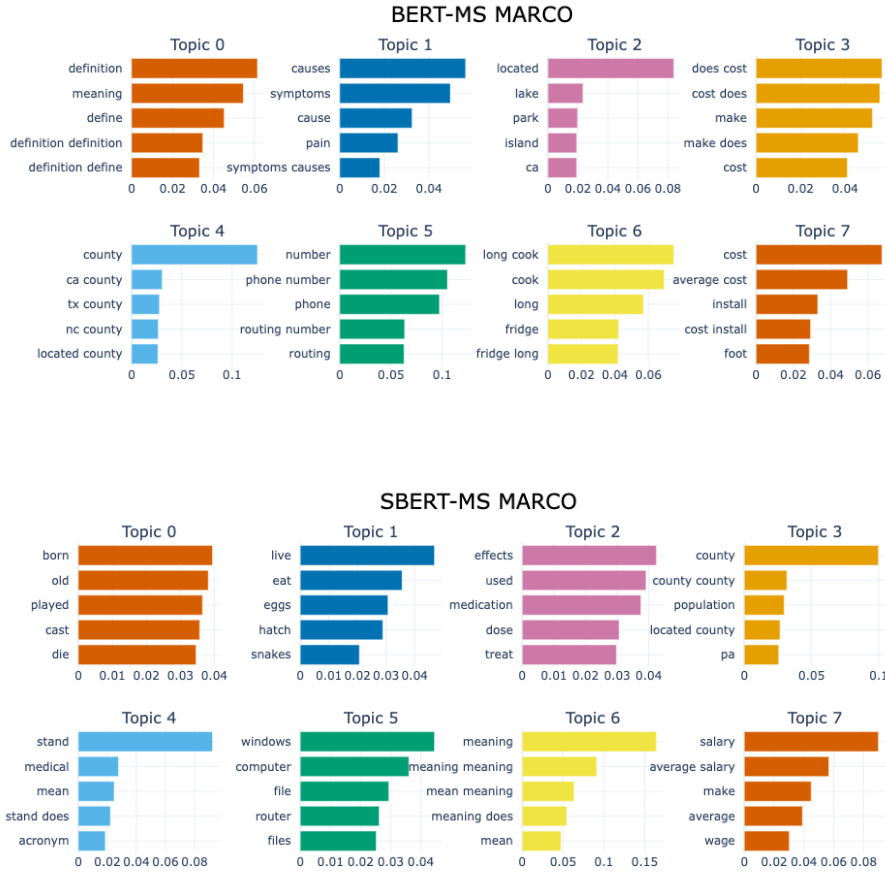 BERT-MS MARCO
Topic 0
definition
meaning
define
definition definition
definition define
0 0.02 0.04 0.06
Topic 1
causes
symptoms
cause
pain
symptoms causes
0 0.02 0.04
Topic 2
located
lake
park
island
ca
0 0.02 0.04 0.06 0.08
Topic 3
does cost
cost does
make
make does
cost
0 0.02 0.04
Topic 4
county
ca county
tx county
nc county
located county
0 0.05 0.1
Topic 5
number
phone number
phone
routing number
routing
0 0.05 0.1
Topic 6
long cook
cook
long
fridge
fridge long
0 0.02 0.04 0.06
Topic 7
cost
average cost
install
cost install
foot
0 0.02 0.04 0.06
SBERT-MS MARCO
Topic 0
born
old
played
cast
die
0 0.01 0.02 0.03 0.04
Topic 1
live
eat
eggs
hatch
snakes
0 0.01 0.02 0.03 0.04
Topic 2
effects
used
medication
dose
treat
0 0.01 0.02 0.03 0.04
Topic 3
county
county county
population
located county
pa
0 0.05 0.1
Topic 4
stand
medical
mean
stand does
acronym
0 0.02 0.04 0.06 0.08
Topic 5
windows
computer
file
router
files
0 0.01 0.02 0.03 0.04
Topic 6
meaning
meaning meaning
mean meaning
meaning does
mean
0 0.05 0.1 0.15
Topic 7
salary
average salary
make
average
wage
0 0.02 0.04 0.06 0.08